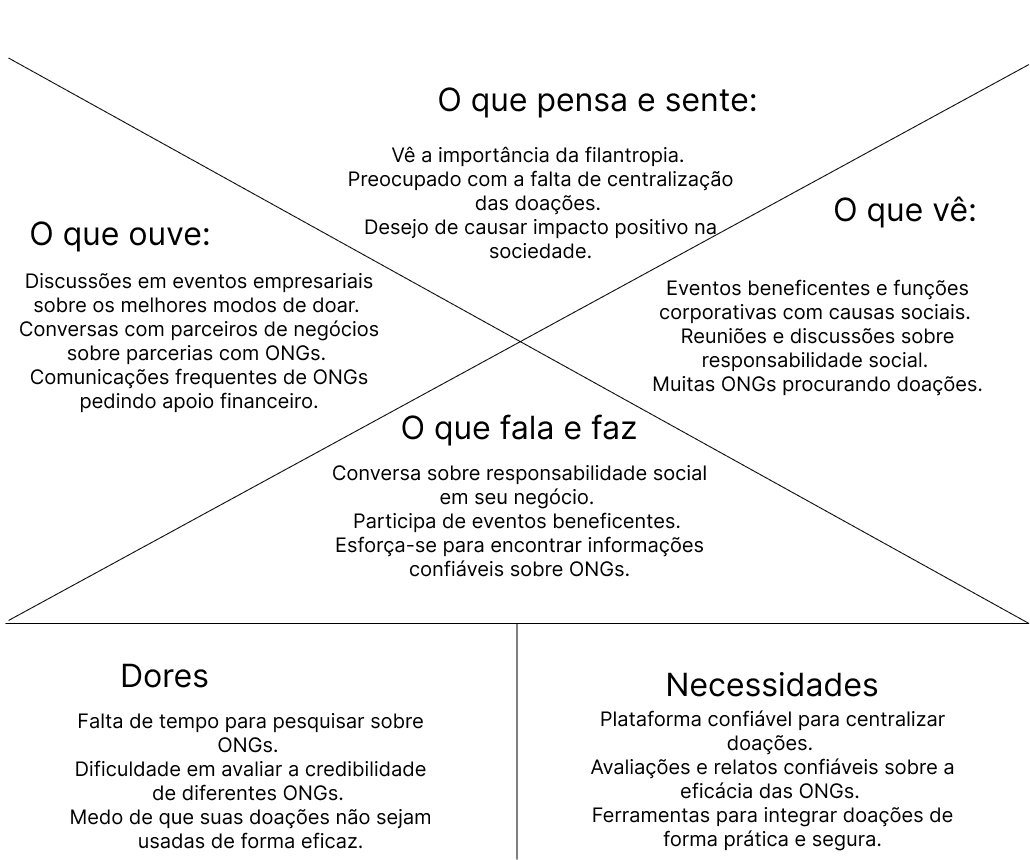 O que pensa e sente:
Vê a importância da filantropia.
Preocupado com a falta de centralização
das doações.
Desejo de causar impacto positivo na
sociedade.
O que ouve:
Discussões em eventos empresariais
sobre os melhores modos de doar.
Conversas com parceiros de negócios
sobre parcerias com ONGs.
Comunicações frequentes de ONGs
pedindo apoio financeiro.
O que vê:
Eventos beneficentes e funções
corporativas com causas sociais.
Reuniões e discussões sobre
responsabilidade social.
Muitas ONGs procurando doações.
O que fala e faz
Conversa sobre responsabilidade social
em seu negócio.
Participa de eventos beneficentes.
Esforça-se para encontrar informações
confiáveis sobre ONGs.
Dores
Falta de tempo para pesquisar sobre
ONGs.
Dificuldade em avaliar a credibilidade
de diferentes ONGs.
Medo de que suas doações não sejam
usadas de forma eficaz.
Necessidades
Plataforma confiável para centralizar
doações.
Avaliações e relatos confiáveis sobre a
eficácia das ONGs.
Ferramentas para integrar doações de
forma prática e segura.